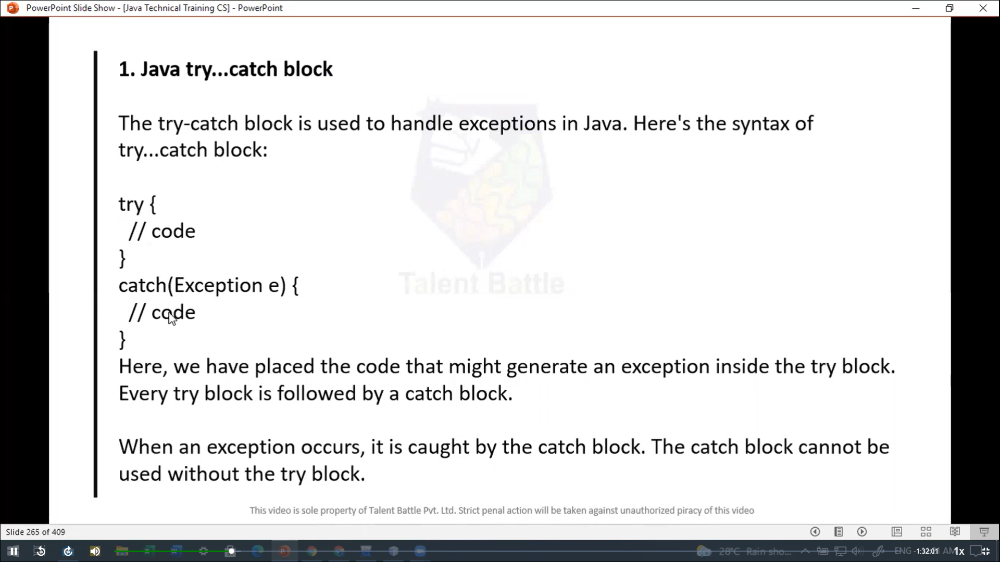 PowerPoint Slide Show - [Java Technical Training CS] - PowerPoint
1. Java try...catch block
The try-catch block is used to handle exceptions in Java. Here's the syntax of
try...catch block:
try {
// code
}
catch(Exception e) {
// code
}
Here, we have placed the code that might generate an exception inside the try block.
Every try block is followed by a catch block.
When an exception occurs, it is caught by the catch block. The catch block cannot be
used without the try block.
Talent Battle
This video is sole property of Talent Battle Pvt. Ltd. Strict penal action will be taken against unauthorized piracy of this video
Slide 265 of 409
28°C Rain sho... ENG -1:32:01 AM 1x